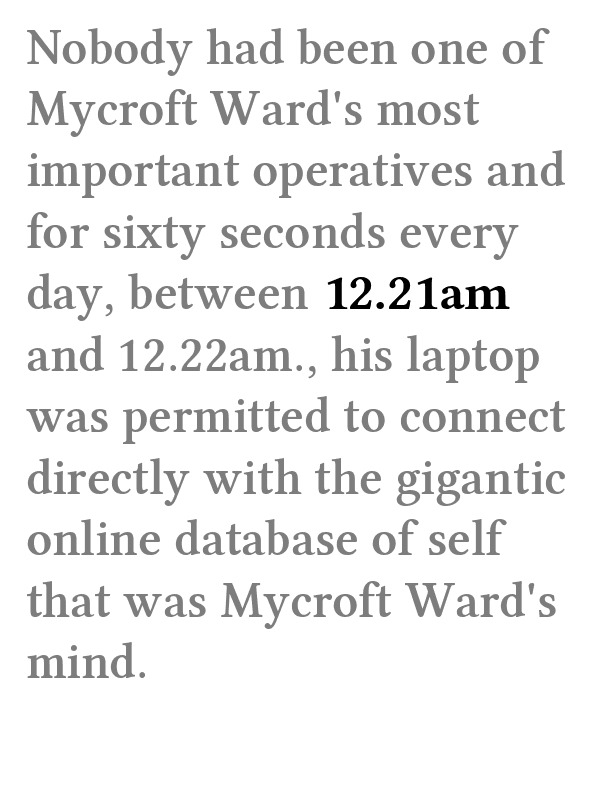 Nobody had been one of
Mycroft Ward's most
important operatives and
for sixty seconds every
day, between 12.21am
and 12.22am., his laptop
was permitted to connect
directly with the gigantic
online database of self
that was Mycroft Ward's
mind.